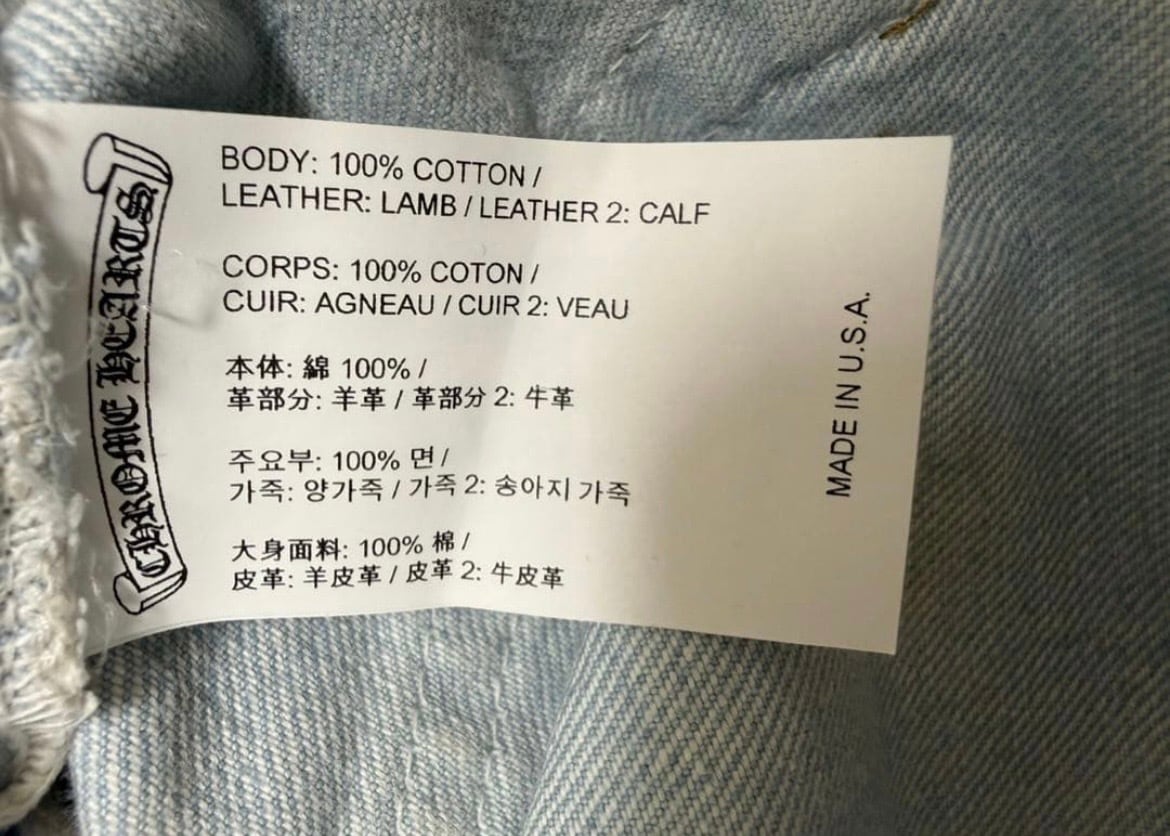 CHROME HEARTS
BODY: 100% COTTON /
LEATHER: LAMB / LEATHER 2: CALF
CORPS: 100% COTON /
CUIR: AGNEAU / CUIR 2: VEAU
本体: 綿 100% /
革部分: 羊革 / 革部分 2: 牛革
주요부: 100% 면 /
가죽: 양가죽 / 가죽 2: 송아지 가죽
大身面料: 100% 棉 /
皮革: 羊皮革 / 皮革 2: 牛皮革
MADE IN U.S.A.